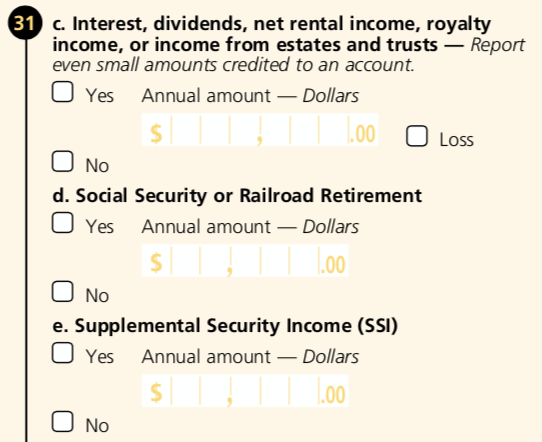 31 c. Interest, dividends, net rental income, royalty
income, or income from estates and trusts — Report
even small amounts credited to an account.
Yes Annual amount — Dollars
$ , .00 Loss
No
d. Social Security or Railroad Retirement
Yes Annual amount — Dollars
$ , .00
No
e. Supplemental Security Income (SSI)
Yes Annual amount — Dollars
$ , .00
No